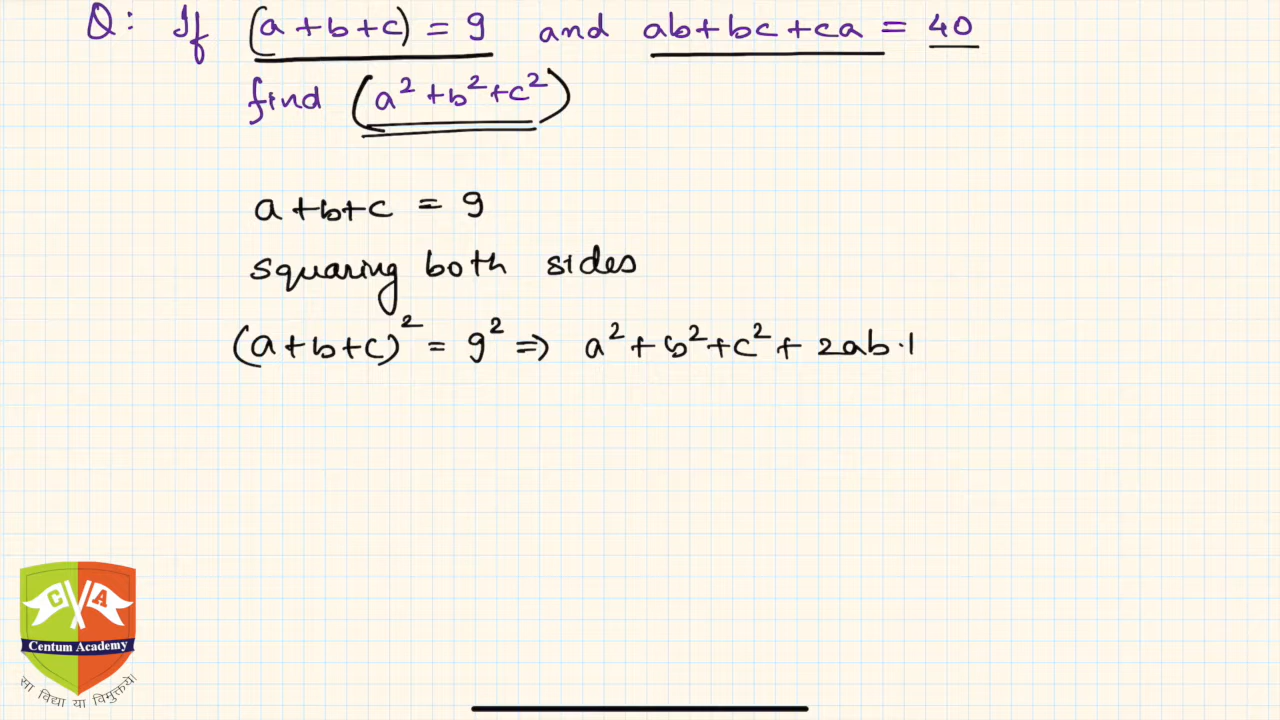 Q: If (a+b+c) = 9 and ab+bc+ca = 40
find (a²+b²+c²)
a+b+c = 9
squaring both sides
(a+b+c)² = 9² ⇒ a²+b²+c²+ 2ab
C A
Centum Academy
सा विद्या या विमुक्तये